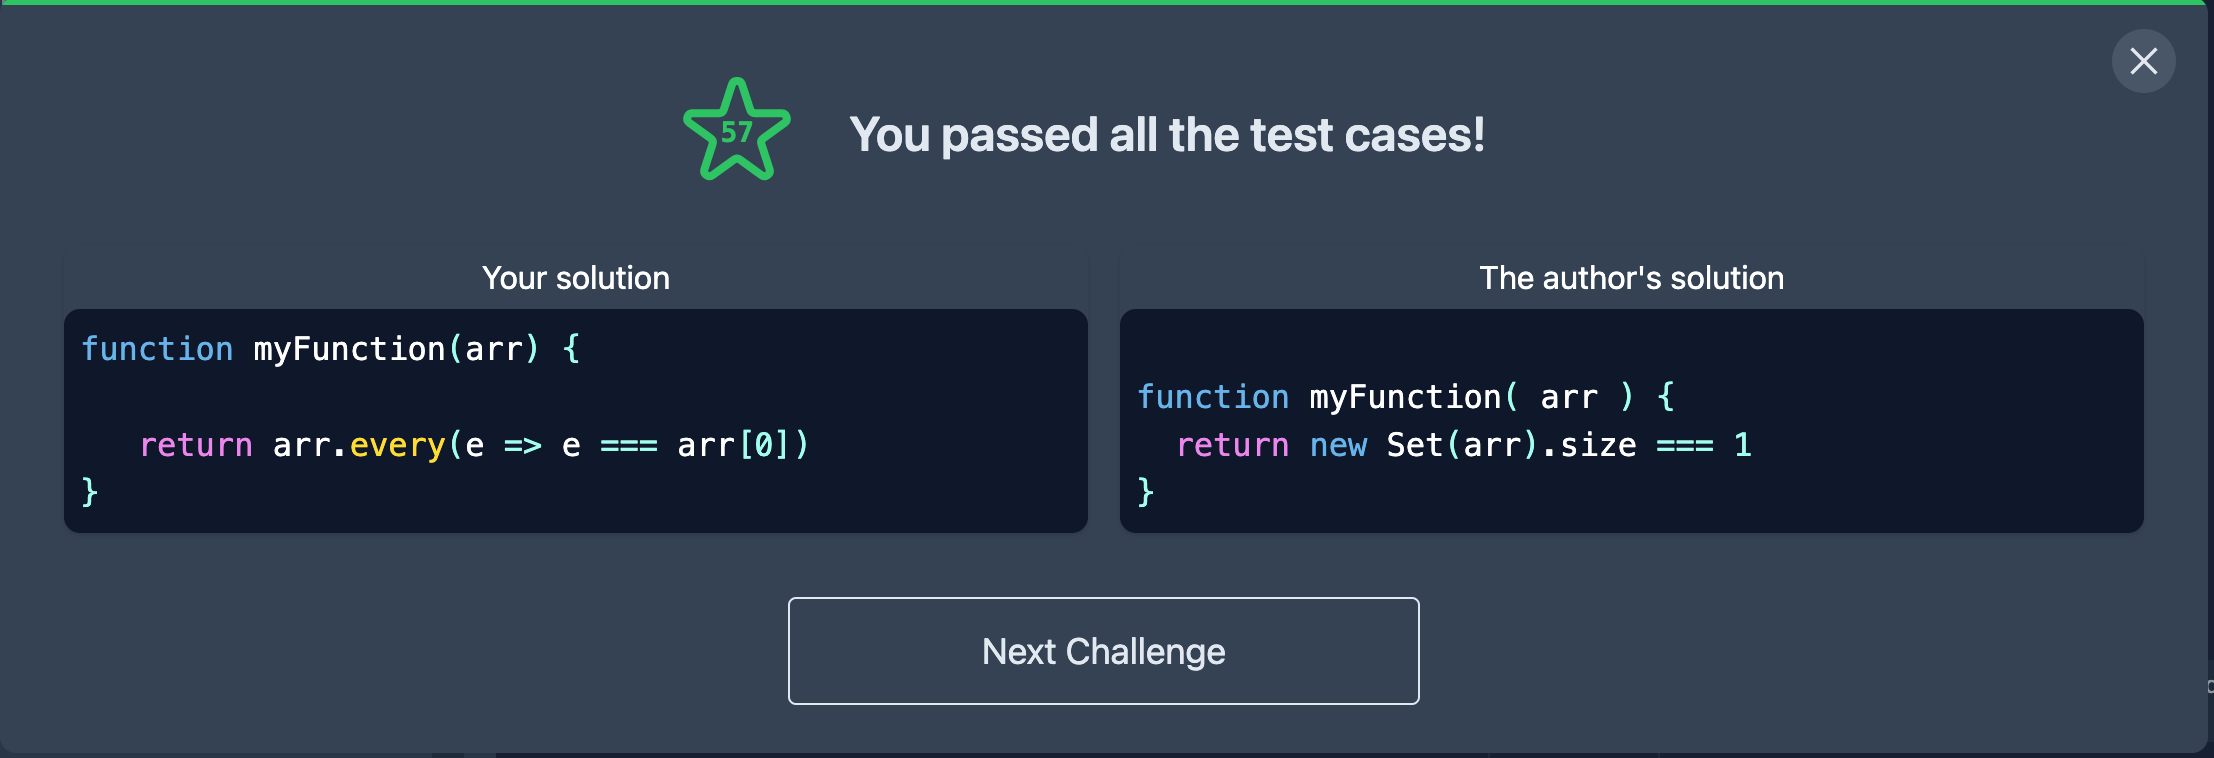 57
You passed all the test cases!
Your solution
function myFunction(arr) {
return arr.every(e => e === arr[0])
}
The author's solution
function myFunction( arr ) {
return new Set(arr).size === 1
}
Next Challenge